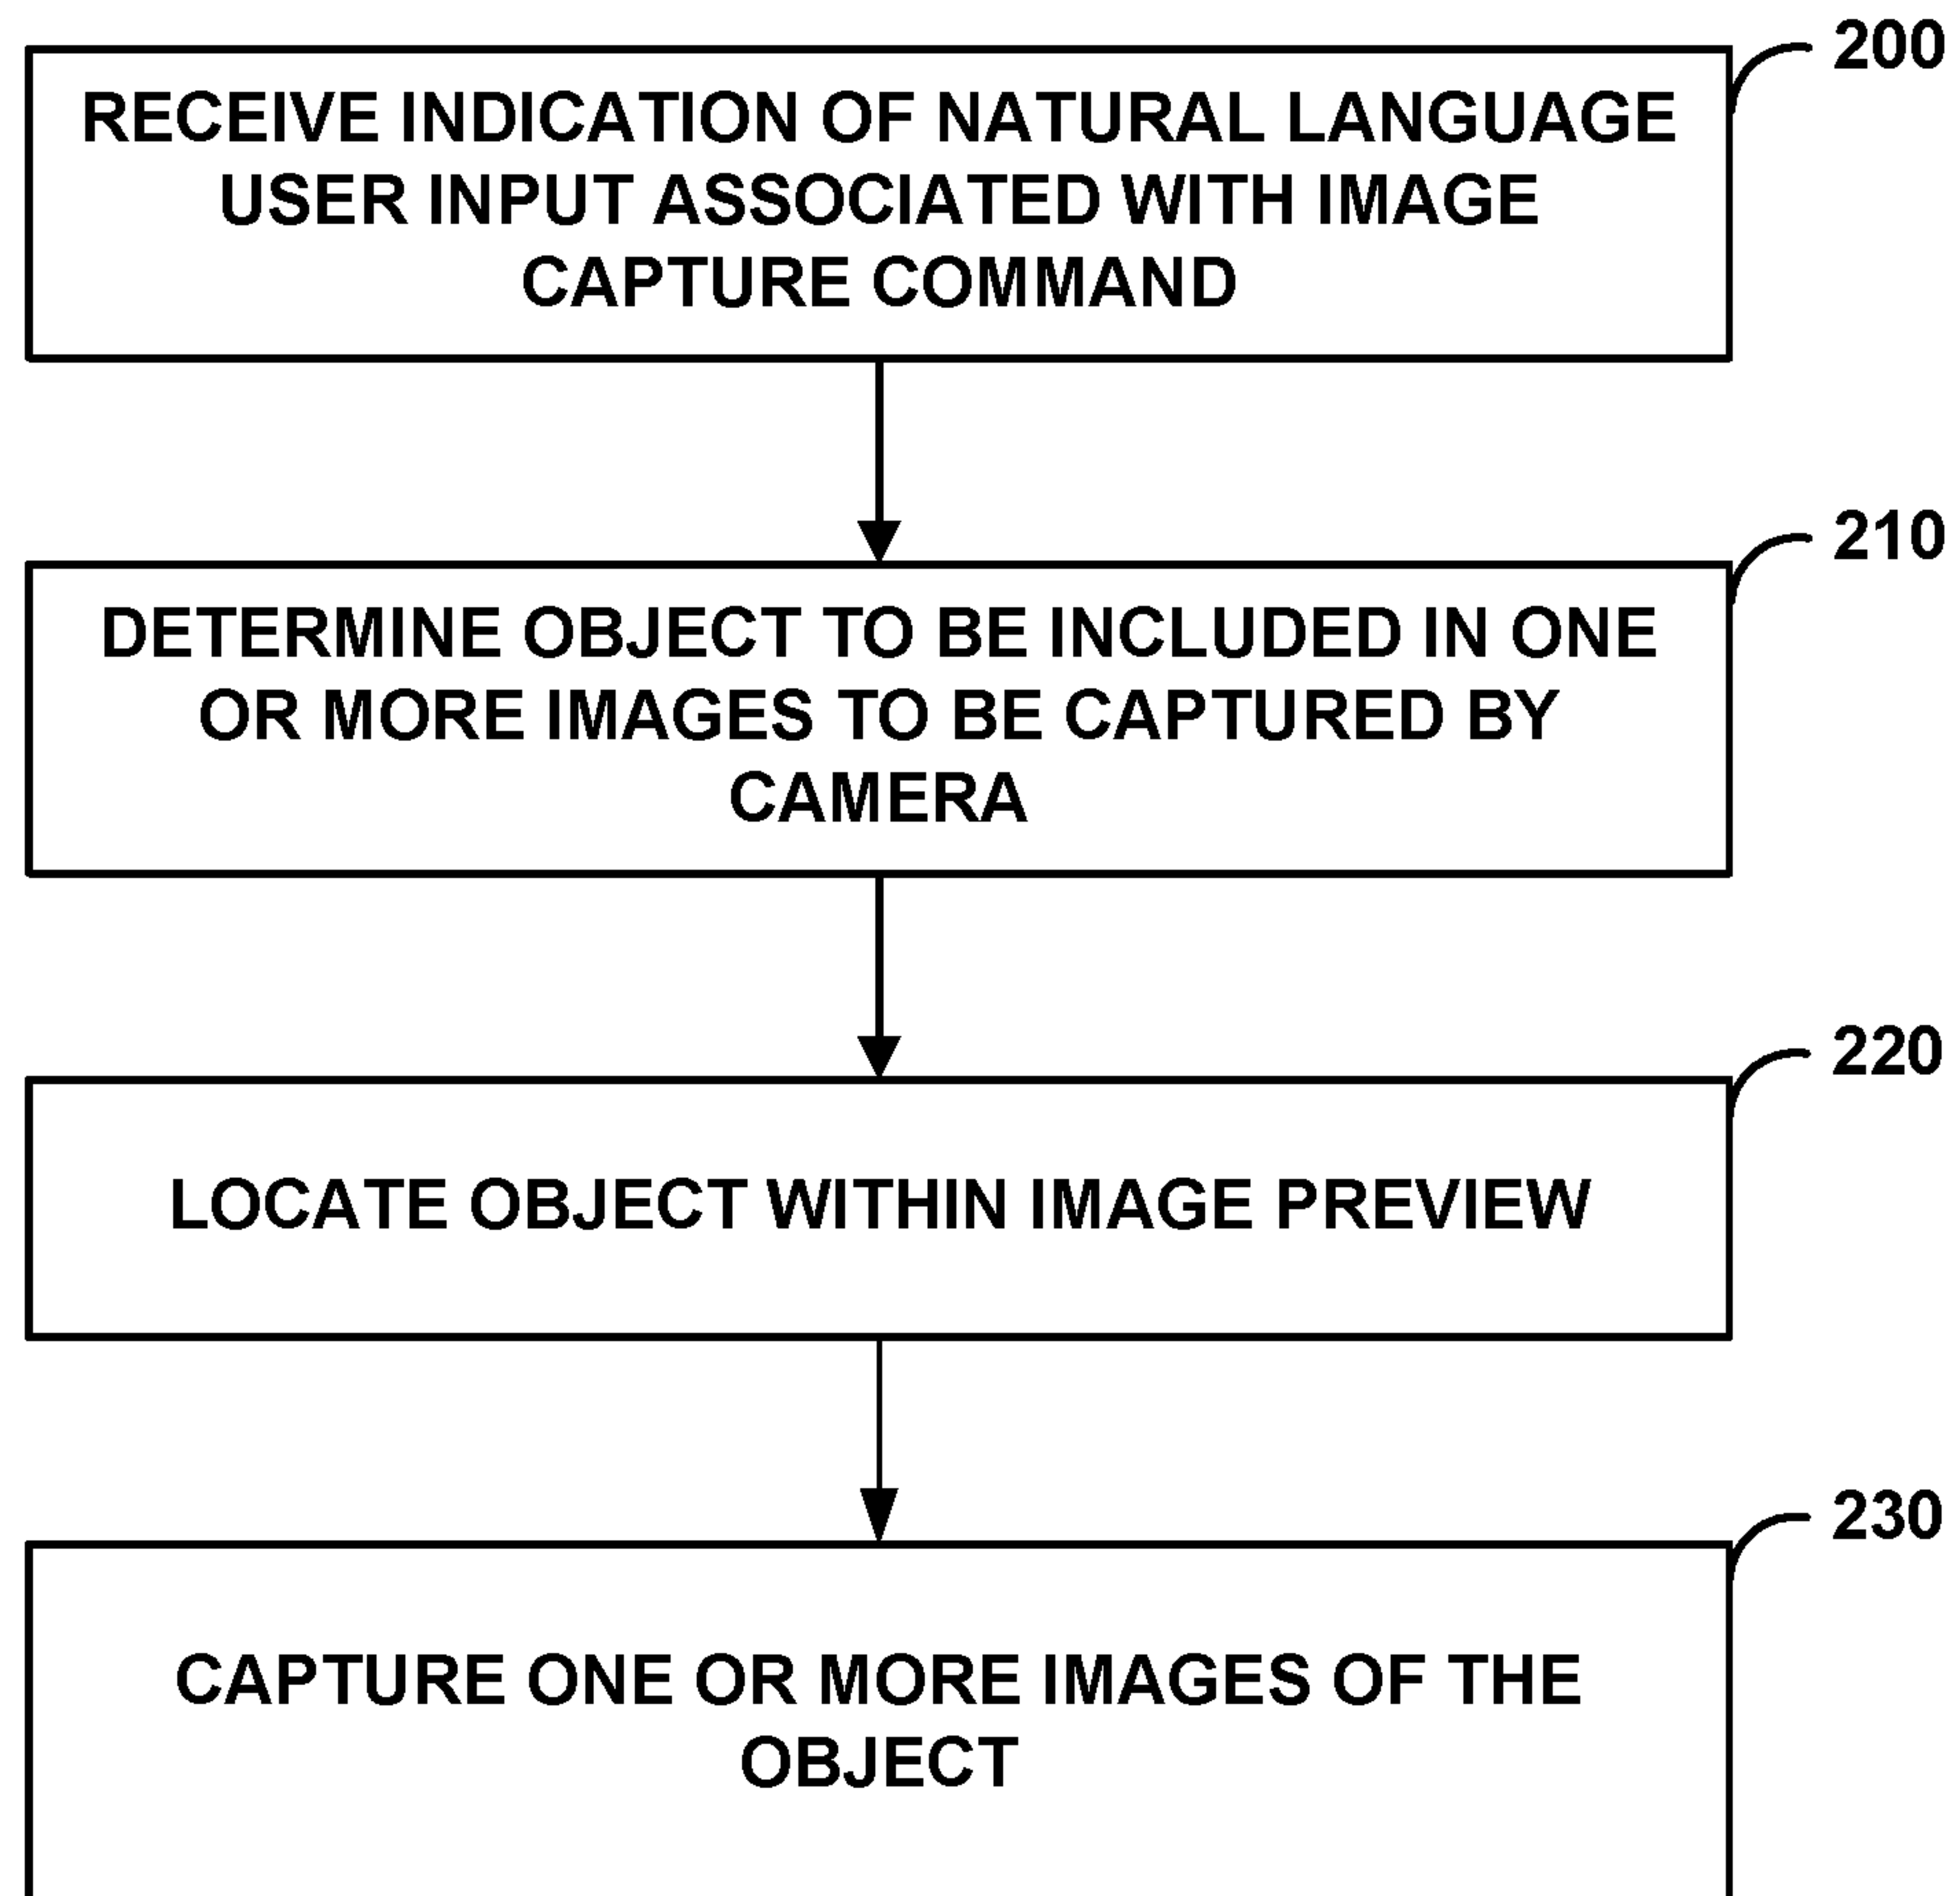 200
RECEIVE INDICATION OF NATURAL LANGUAGE
USER INPUT ASSOCIATED WITH IMAGE
CAPTURE COMMAND
210
DETERMINE OBJECT TO BE INCLUDED IN ONE
OR MORE IMAGES TO BE CAPTURED BY
CAMERA
220
LOCATE OBJECT WITHIN IMAGE PREVIEW
230
CAPTURE ONE OR MORE IMAGES OF THE
OBJECT